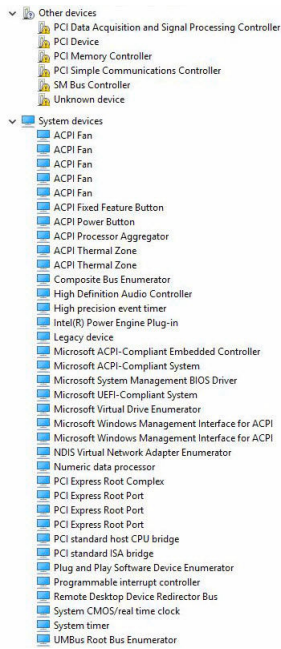 Other devices
PCI Data Acquisition and Signal Processing Controller
PCI Device
PCI Memory Controller
PCI Simple Communications Controller
SM Bus Controller
Unknown device
System devices
ACPI Fan
ACPI Fan
ACPI Fan
ACPI Fan
ACPI Fan
ACPI Fixed Feature Button
ACPI Power Button
ACPI Processor Aggregator
ACPI Thermal Zone
ACPI Thermal Zone
Composite Bus Enumerator
High Definition Audio Controller
High precision event timer
Intel(R) Power Engine Plug-in
Legacy device
Microsoft ACPI-Compliant Embedded Controller
Microsoft ACPI-Compliant System
Microsoft System Management BIOS Driver
Microsoft UEFI-Compliant System
Microsoft Virtual Drive Enumerator
Microsoft Windows Management Interface for ACPI
Microsoft Windows Management Interface for ACPI
NDIS Virtual Network Adapter Enumerator
Numeric data processor
PCI Express Root Complex
PCI Express Root Port
PCI Express Root Port
PCI Express Root Port
PCI standard host CPU bridge
PCI standard ISA bridge
Plug and Play Software Device Enumerator
Programmable interrupt controller
Remote Desktop Device Redirector Bus
System CMOS/real time clock
System timer
UMBus Root Bus Enumerator